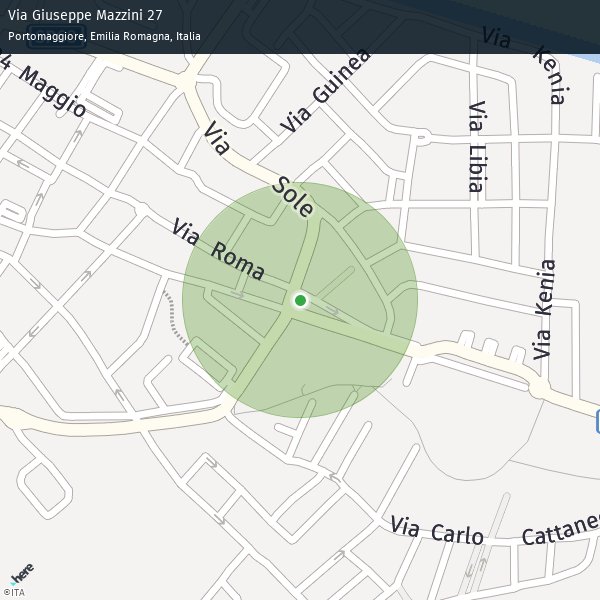 Via Giuseppe Mazzini 27
Portomaggiore, Emilia Romagna, Italia
Via Kenia
4 Maggio
Via Guinea
Via Libia
Via Sole
Via Roma
Via Kenia
Via Carlo Cattaneo
here
©ITA